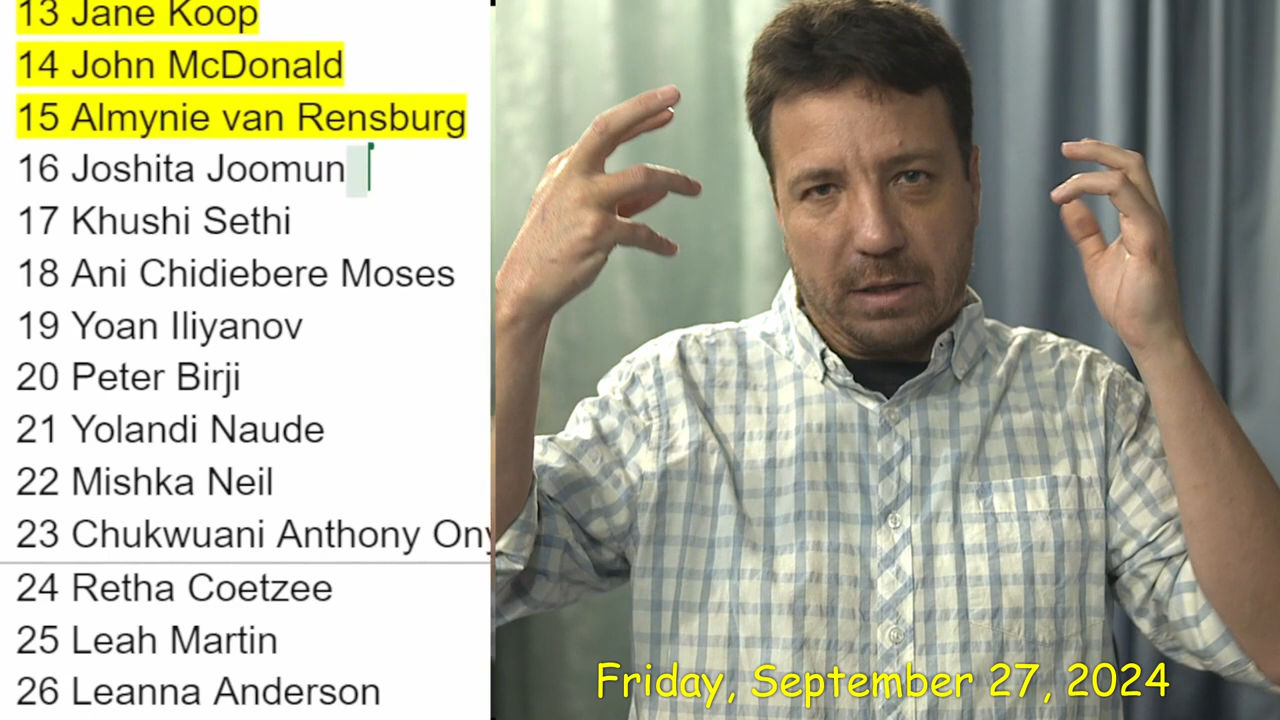 13 Jane Koop
14 John McDonald
15 Almynie van Rensburg
16 Joshita Joomun
17 Khushi Sethi
18 Ani Chidiebere Moses
19 Yoan Iliyanov
20 Peter Birji
21 Yolandi Naude
22 Mishka Neil
23 Chukwuani Anthony
24 Retha Coetzee
25 Leah Martin
26 Leanna Anderson
Friday, September 27, 2024